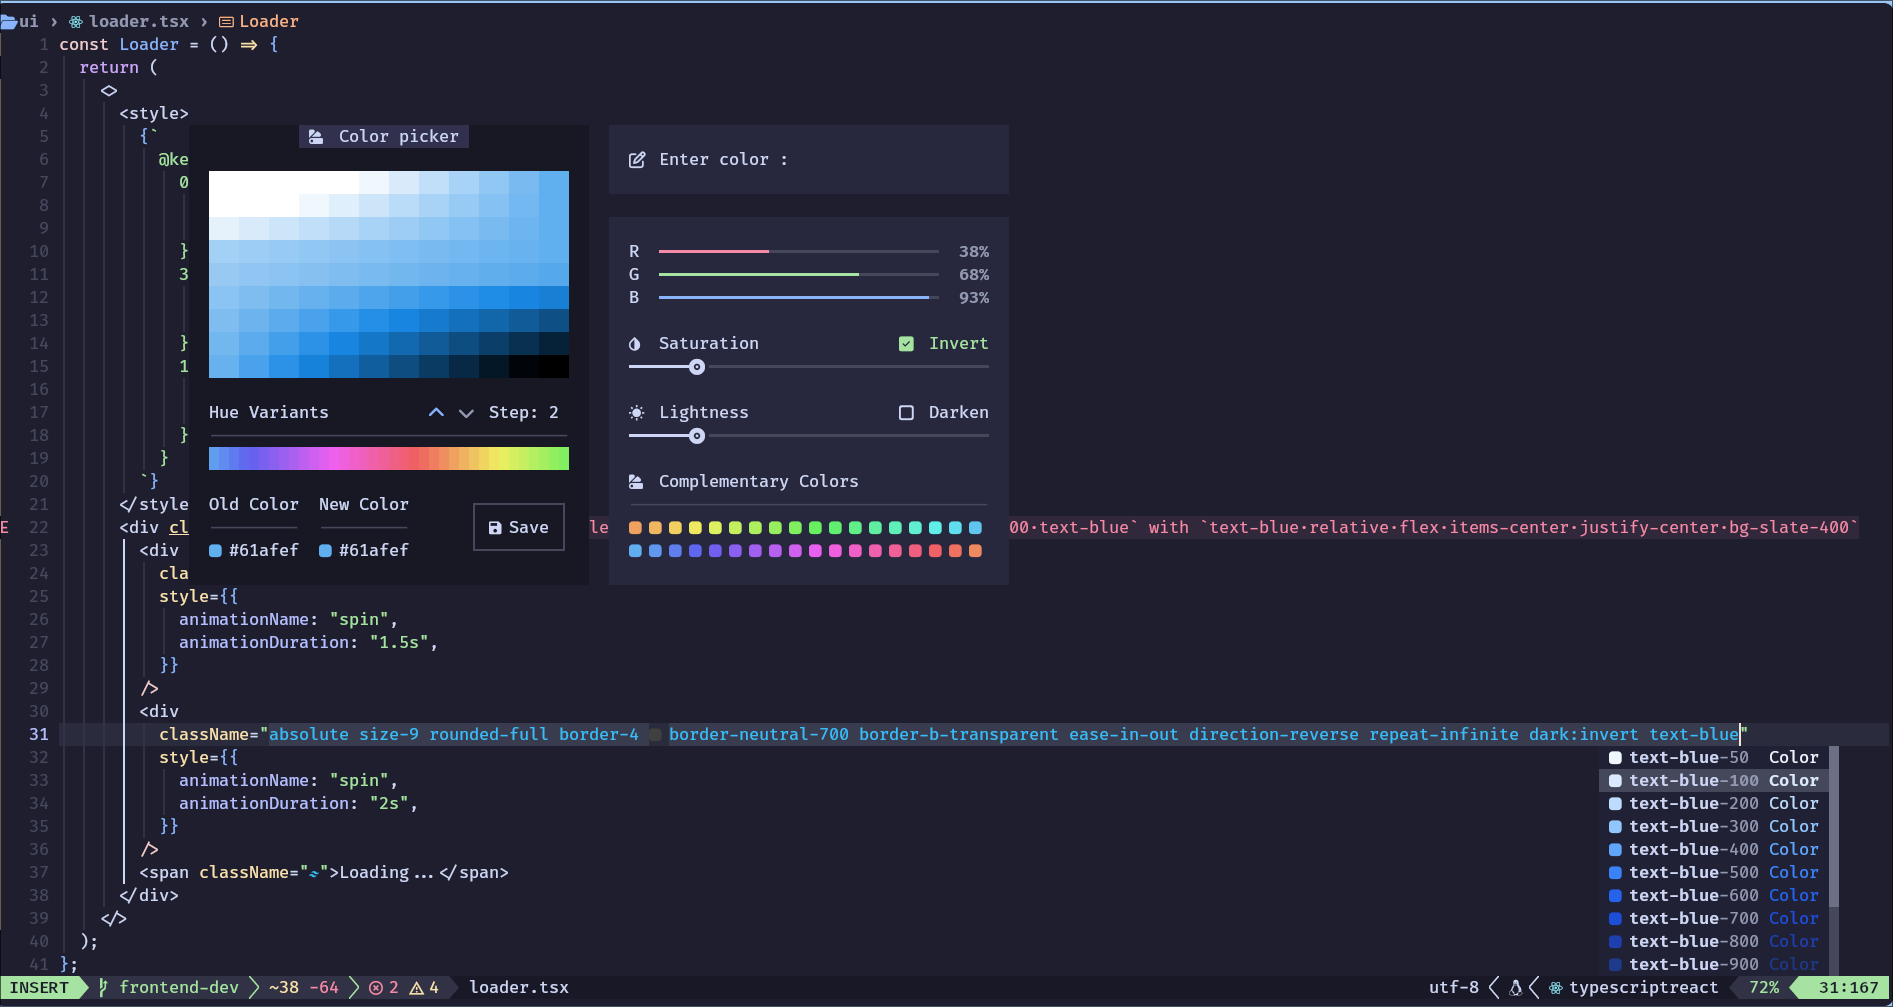 ui › loader.tsx › Loader
1 const Loader = () => {
2 return (
3 <>
4 <style>
5 {`
6 @ke
7 0
8
9
10 }
11 3
12
13
14 }
15 1
16
17
18 }
19 }
20 `}
21 </style
E 22 <div cl le 00·text-blue` with `text-blue·relative·flex·items-center·justify-center·bg-slate-400`
23 <div
24 cla
25 style={{
26 animationName: "spin",
27 animationDuration: "1.5s",
28 }}
29 />
30 <div
31 className="absolute size-9 rounded-full border-4 border-neutral-700 border-b-transparent ease-in-out direction-reverse repeat-infinite dark:invert text-blue"
32 style={{
33 animationName: "spin",
34 animationDuration: "2s",
35 }}
36 />
37 <span className="~">Loading...</span>
38 </div>
39 </>
40 );
41 };
Color picker
Hue Variants Step: 2
Old Color New Color
#61afef #61afef
Save
Enter color :
R 38%
G 68%
B 93%
Saturation Invert
Lightness Darken
Complementary Colors
text-blue-50 Color
text-blue-100 Color
text-blue-200 Color
text-blue-300 Color
text-blue-400 Color
text-blue-500 Color
text-blue-600 Color
text-blue-700 Color
text-blue-800 Color
text-blue-900 Color
INSERT frontend-dev ~38 -64 2 4 loader.tsx utf-8 typescriptreact 72% 31:167